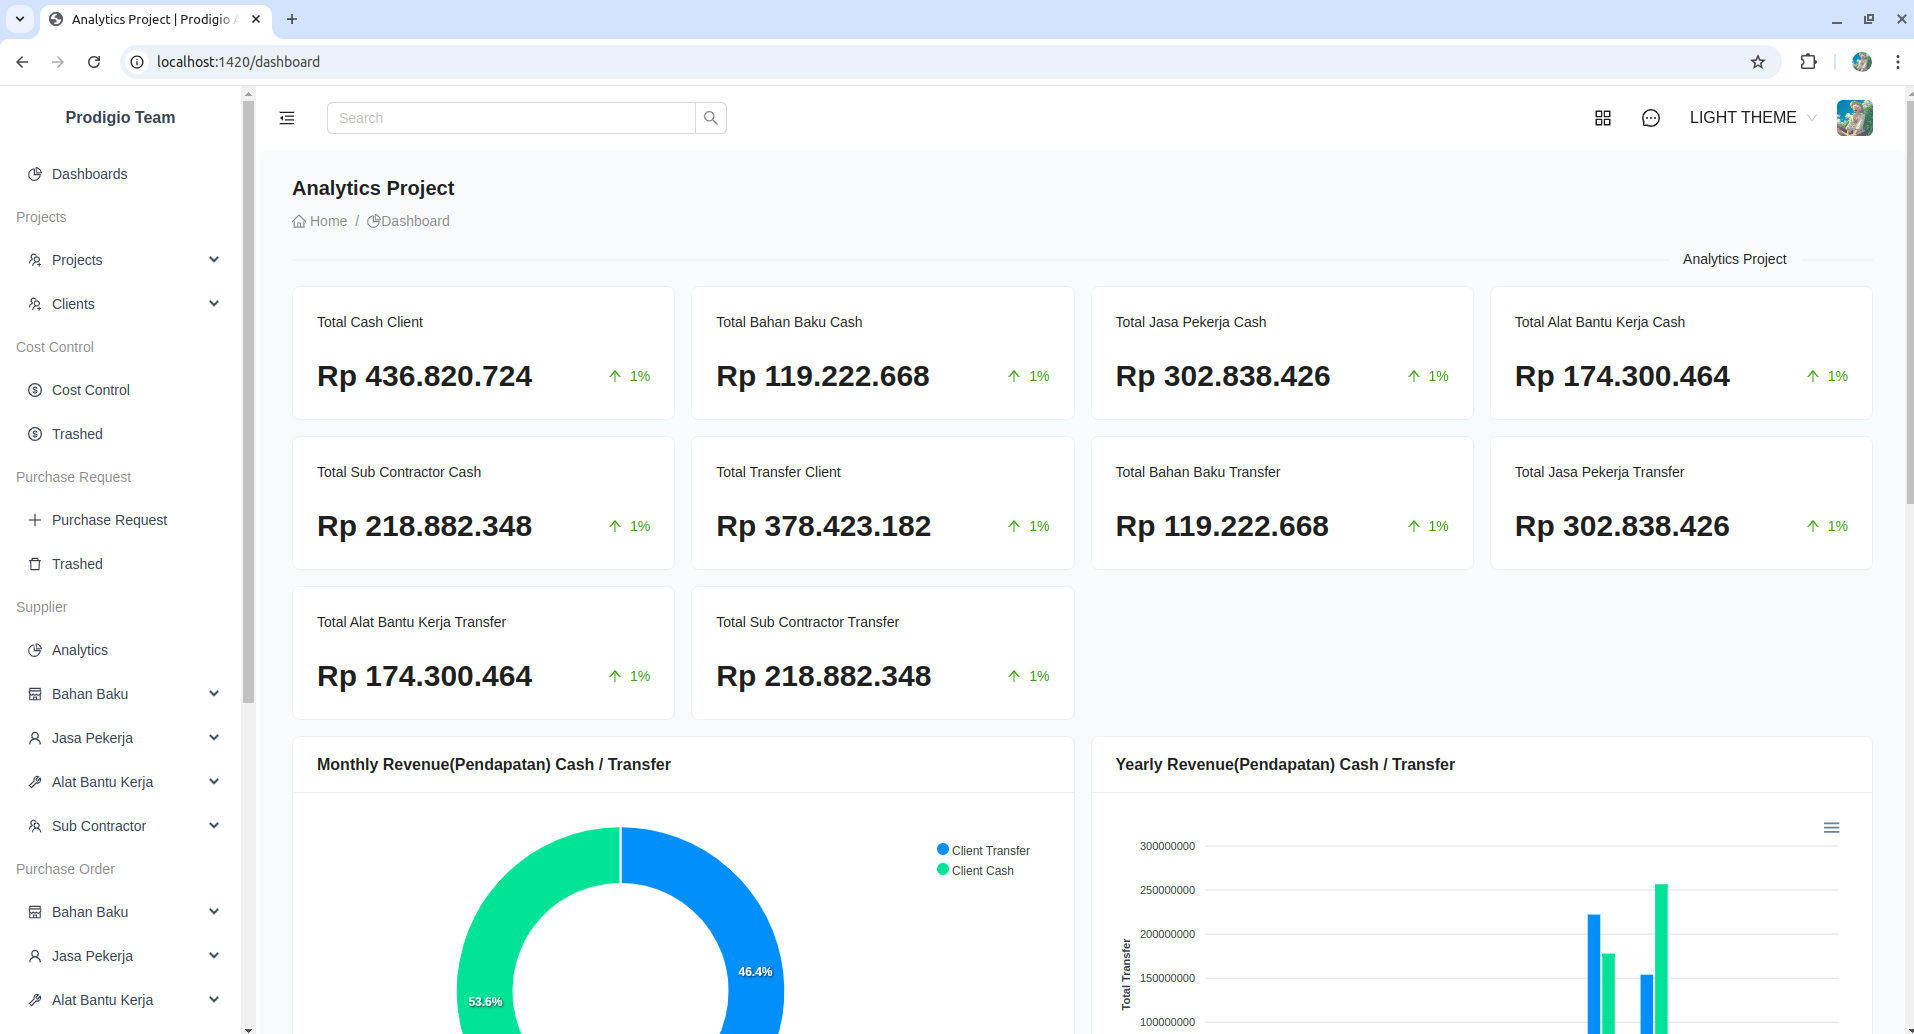 Analytics Project | Prodigio
localhost:1420/dashboard
Prodigio Team
Dashboards
Projects
Projects
Clients
Cost Control
Cost Control
Trashed
Purchase Request
Purchase Request
Trashed
Supplier
Analytics
Bahan Baku
Jasa Pekerja
Alat Bantu Kerja
Sub Contractor
Purchase Order
Bahan Baku
Jasa Pekerja
Alat Bantu Kerja
Search
LIGHT THEME
Analytics Project
Home / Dashboard
Analytics Project
Total Cash Client
Rp 436.820.724
1%
Total Bahan Baku Cash
Rp 119.222.668
1%
Total Jasa Pekerja Cash
Rp 302.838.426
1%
Total Alat Bantu Kerja Cash
Rp 174.300.464
1%
Total Sub Contractor Cash
Rp 218.882.348
1%
Total Transfer Client
Rp 378.423.182
1%
Total Bahan Baku Transfer
Rp 119.222.668
1%
Total Jasa Pekerja Transfer
Rp 302.838.426
1%
Total Alat Bantu Kerja Transfer
Rp 174.300.464
1%
Total Sub Contractor Transfer
Rp 218.882.348
1%
Monthly Revenue(Pendapatan) Cash / Transfer
Client Transfer
Client Cash
46.4%
53.6%
Yearly Revenue(Pendapatan) Cash / Transfer
300000000
250000000
200000000
150000000
100000000
Total Transfer